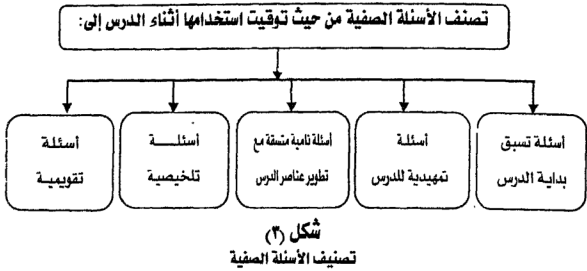 تصنف الأسئلة الصفية من حيث توقيت استخدامها أثناء الدرس إلى:
أسئلة تسبق
بداية الدرس
أسئلة
تمهيدية للدرس
أسئلة نامية متسقة مع
تطوير عناصر الدرس
أسئلة
تلخيصية
أسئلة
تقويمية
شكل (٣)
تصنيف الأسئلة الصفية